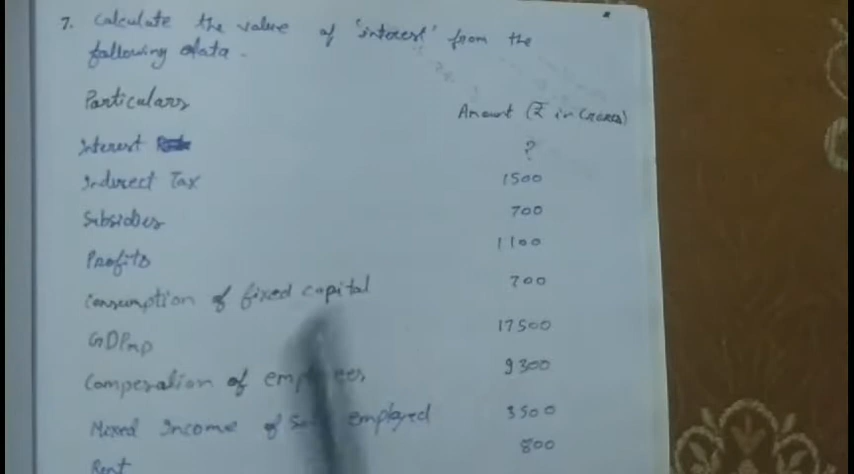 7. Calculate the value of 'interest' from the
following data.
Particulars Amount (₹ in Crores)
Interest ?
Indirect Tax 1500
Subsidies 700
Profits 1100
Consumption of fixed capital 700
GDPMP 17500
Compensation of employees 9300
Mixed Income of Self employed 3500
Rent 800